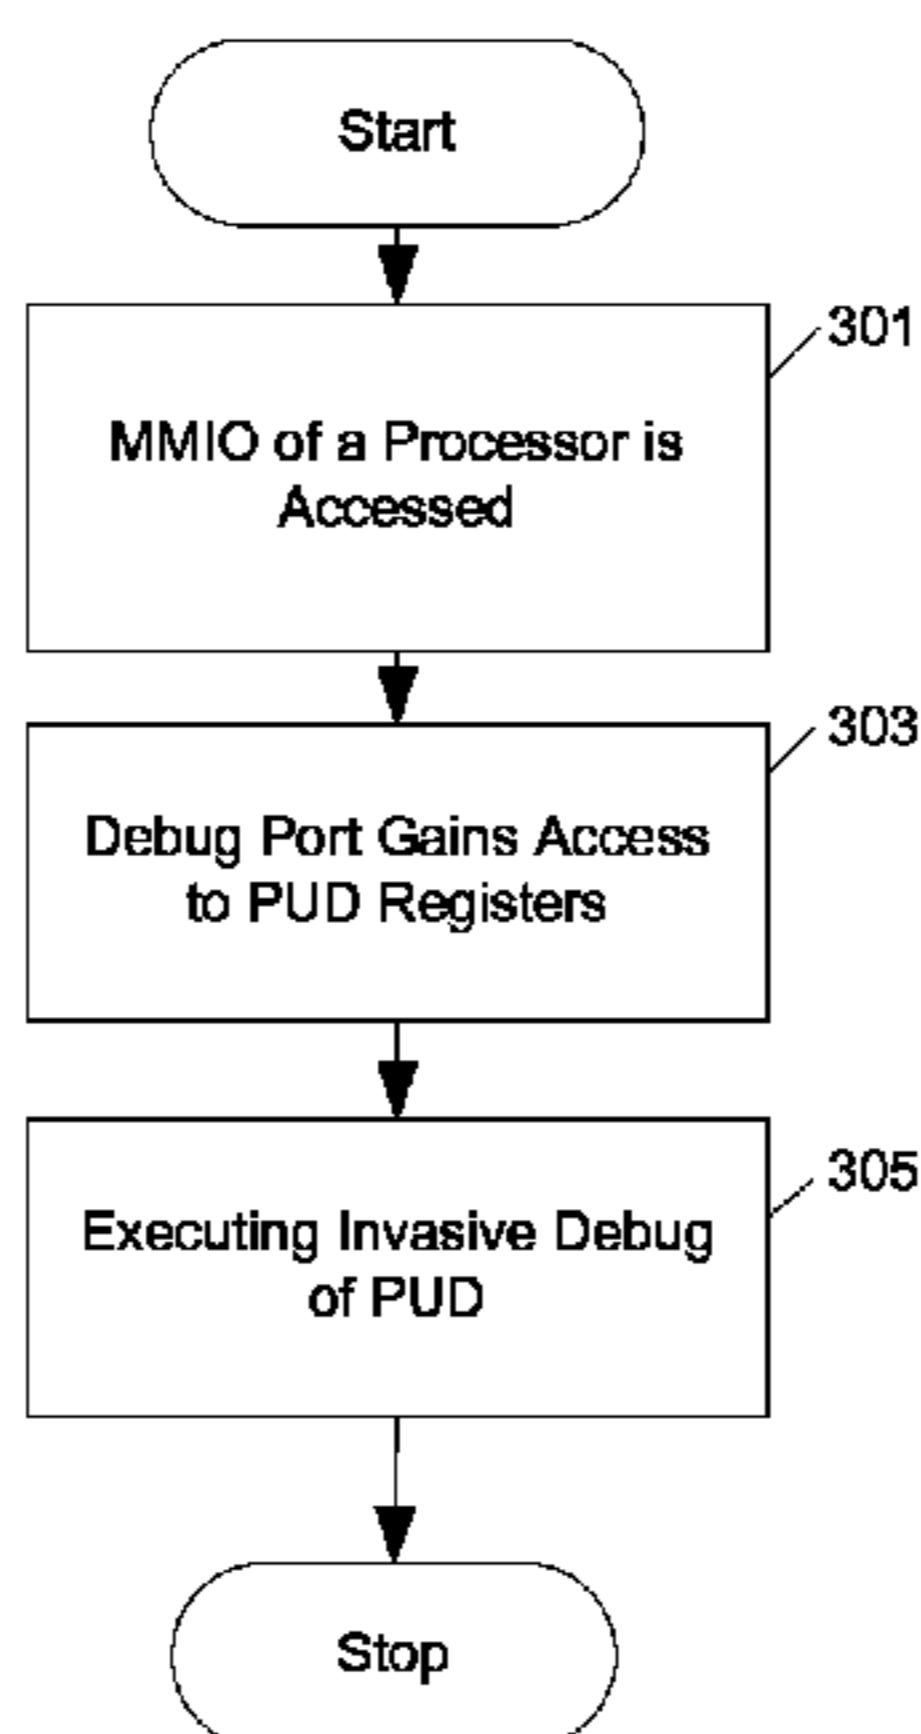 Start
301
MMIO of a Processor is
Accessed
303
Debug Port Gains Access
to PUD Registers
305
Executing Invasive Debug
of PUD
Stop